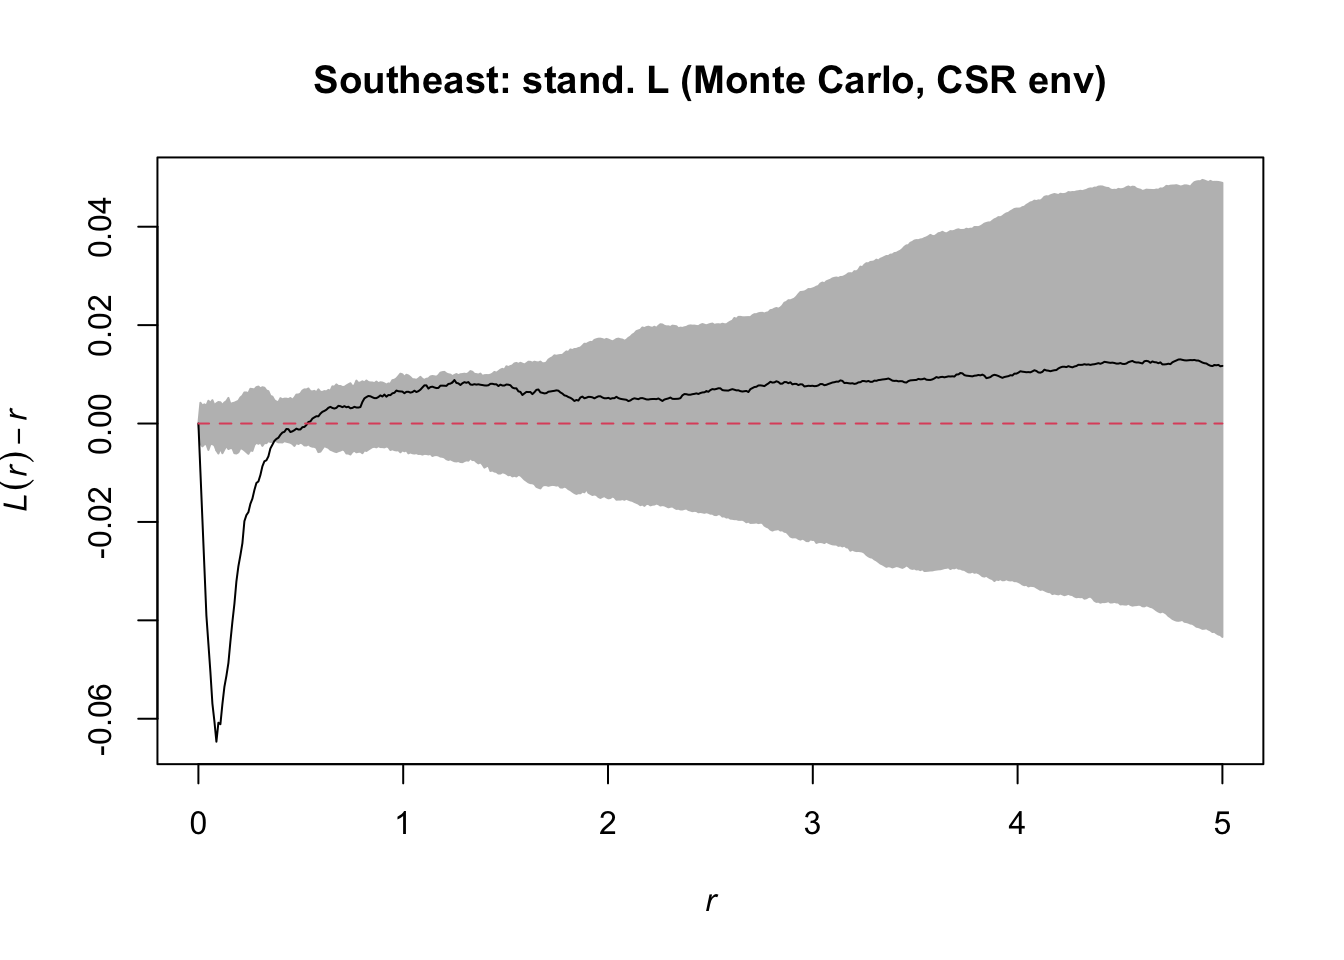 Southeast: stand. L (Monte Carlo, CSR env)
0.04
0.02
0.00
-0.02
-0.06
L(r) − r
0 1 2 3 4 5
r